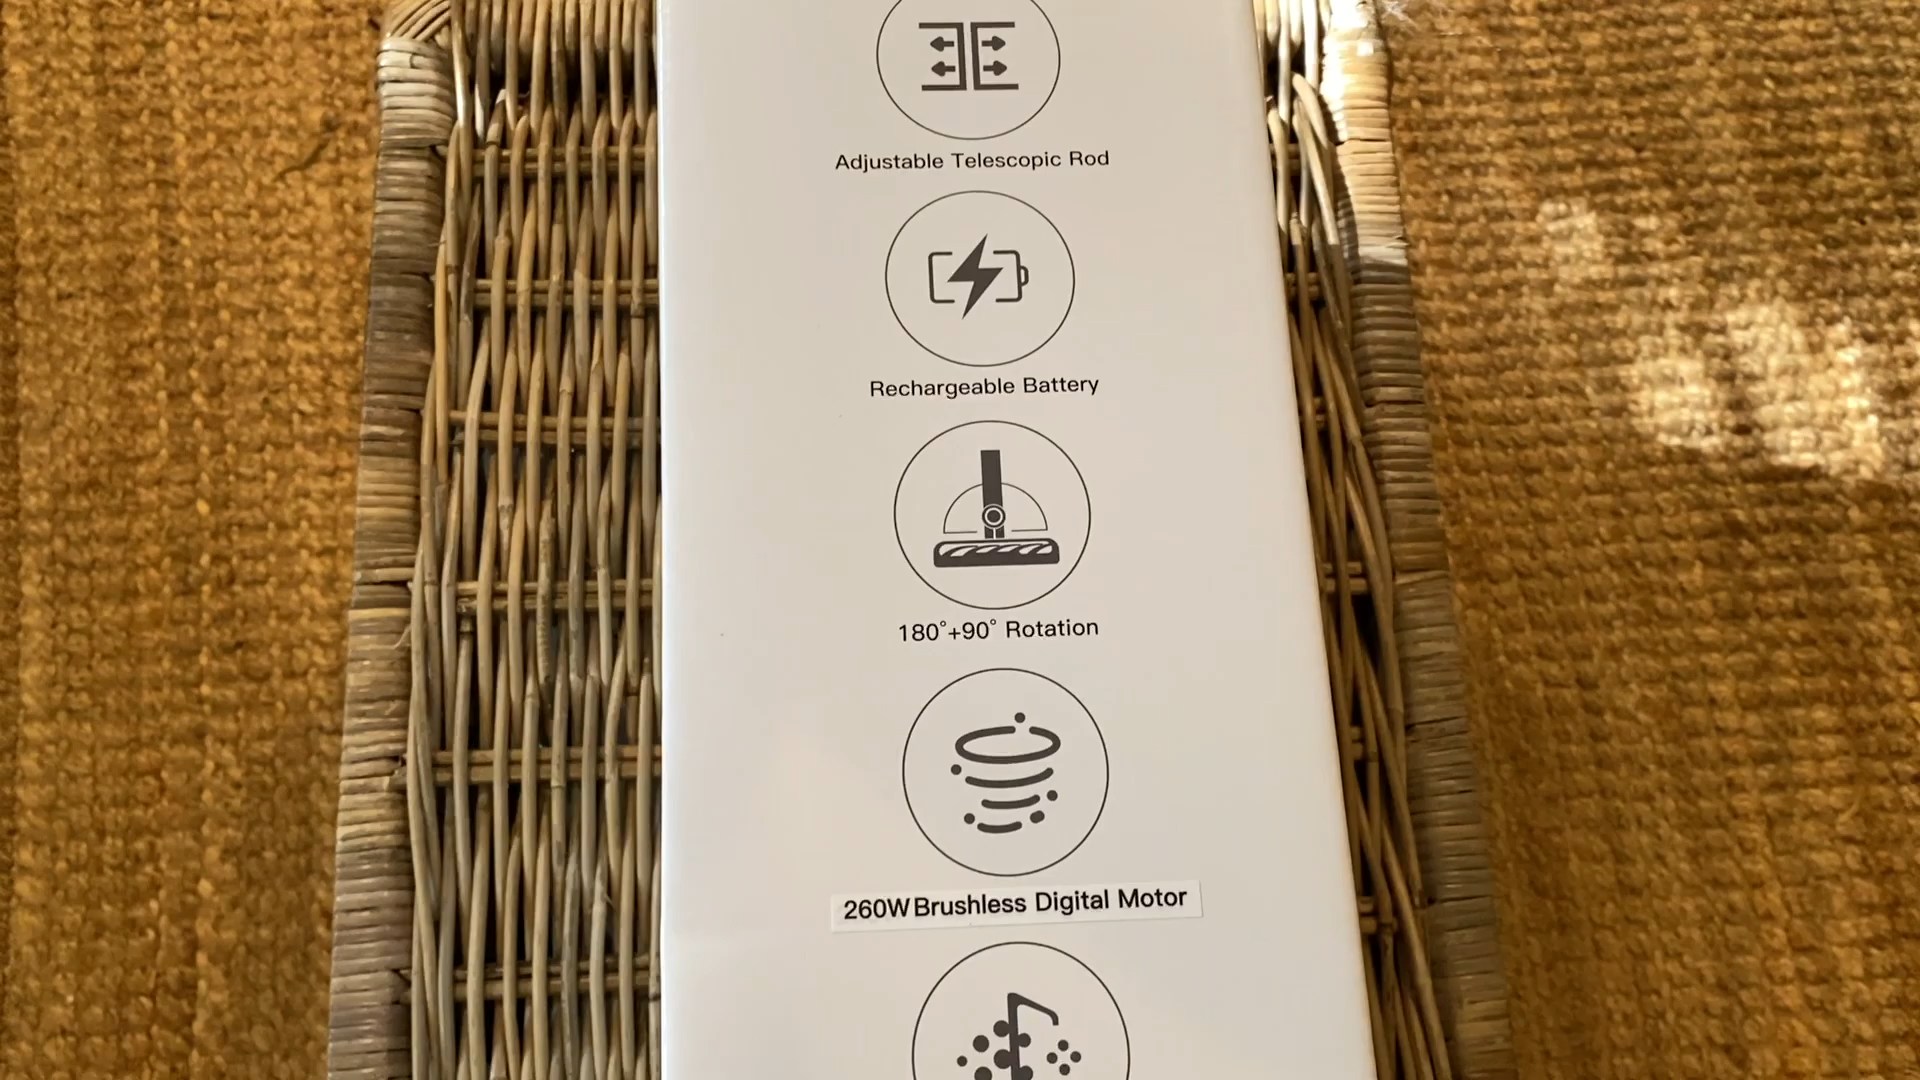 Adjustable Telescopic Rod
Rechargeable Battery
180°+90° Rotation
260W Brushless Digital Motor